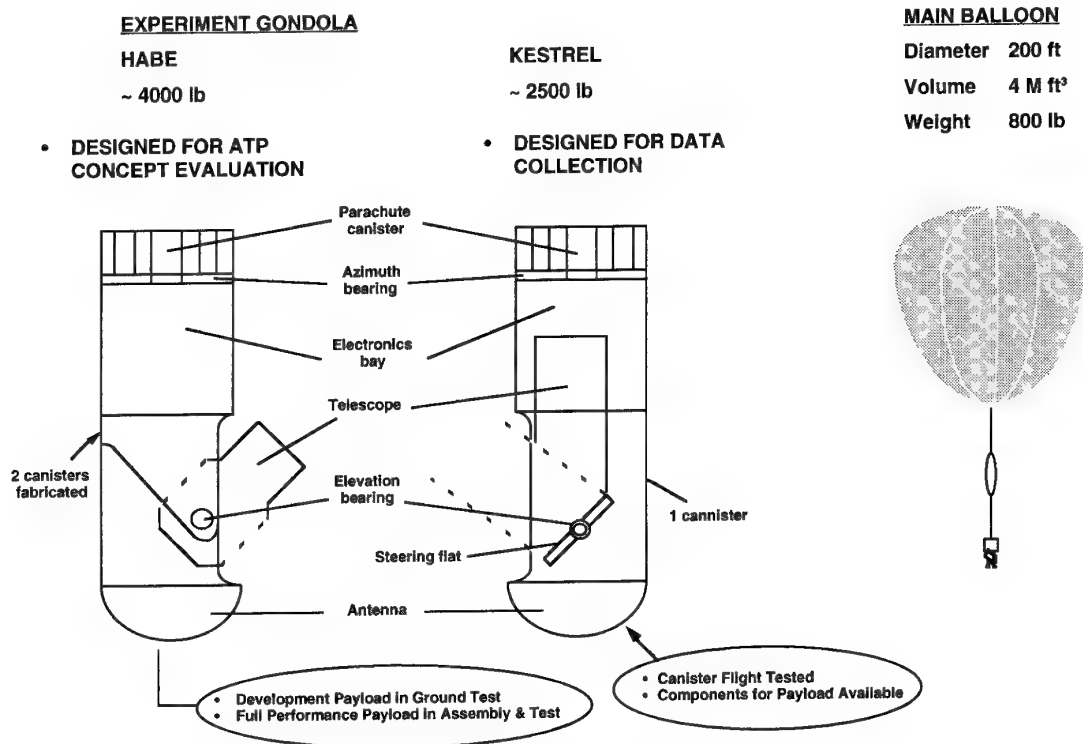 EXPERIMENT GONDOLA
HABE
~ 4000 lb
• DESIGNED FOR ATP
CONCEPT EVALUATION
KESTREL
~ 2500 lb
• DESIGNED FOR DATA
COLLECTION
MAIN BALLOON
Diameter 200 ft
Volume 4 M ft³
Weight 800 lb
Parachute
canister
Azimuth
bearing
Electronics
bay
Telescope
2 canisters
fabricated
Elevation
bearing
1 cannister
Steering flat
Antenna
• Development Payload in Ground Test
• Full Performance Payload in Assembly & Test
• Canister Flight Tested
• Components for Payload Available